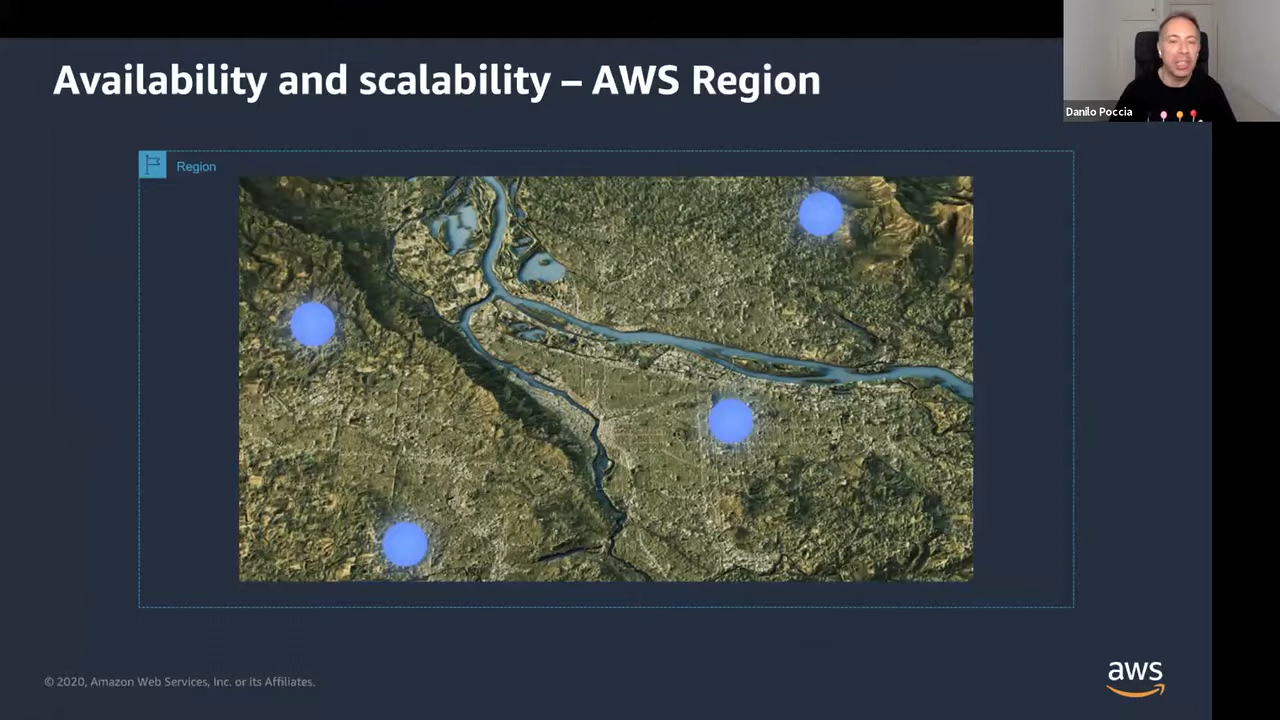 Availability and scalability – AWS Region
Danilo Poccia
Region
© 2020, Amazon Web Services, Inc. or its Affiliates.
aws